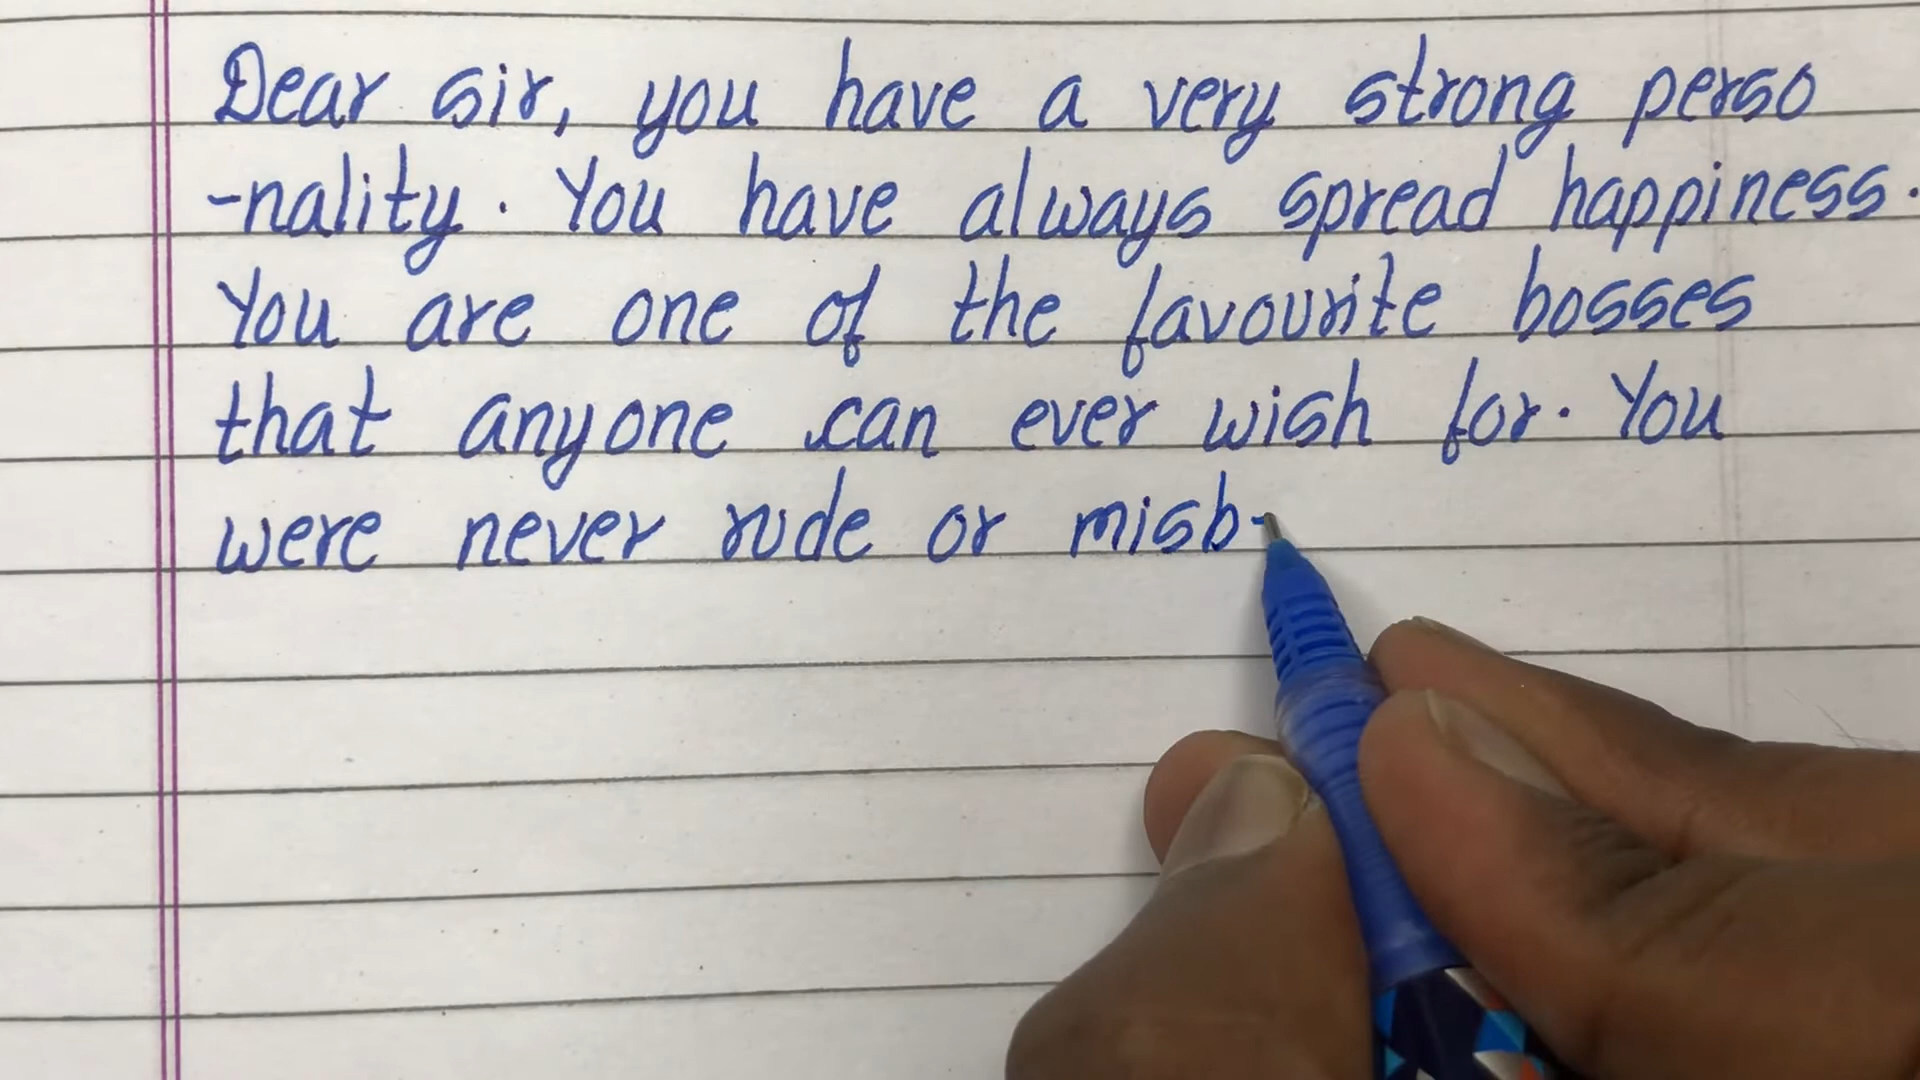 Dear sir, you have a very strong perso
-nality. You have always spread happiness.
You are one of the favourite bosses
that anyone can ever wish for. You
were never rude or misb-